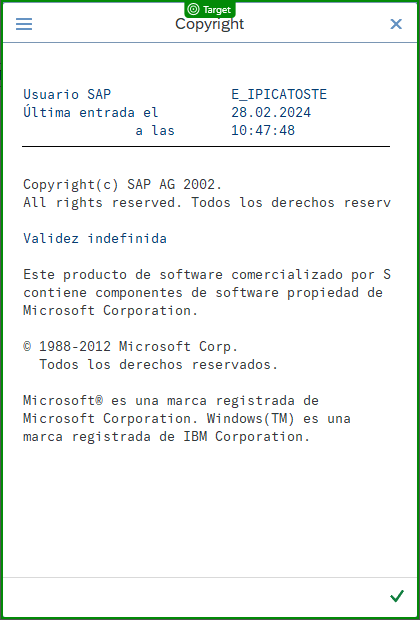 Target
Copyright
Usuario SAP E_IPICATOSTE
Última entrada el 28.02.2024
a las 10:47:48
Copyright(c) SAP AG 2002.
All rights reserved. Todos los derechos reserv
Validez indefinida
Este producto de software comercializado por S
contiene componentes de software propiedad de
Microsoft Corporation.
© 1988-2012 Microsoft Corp.
Todos los derechos reservados.
Microsoft® es una marca registrada de
Microsoft Corporation. Windows(TM) es una
marca registrada de IBM Corporation.